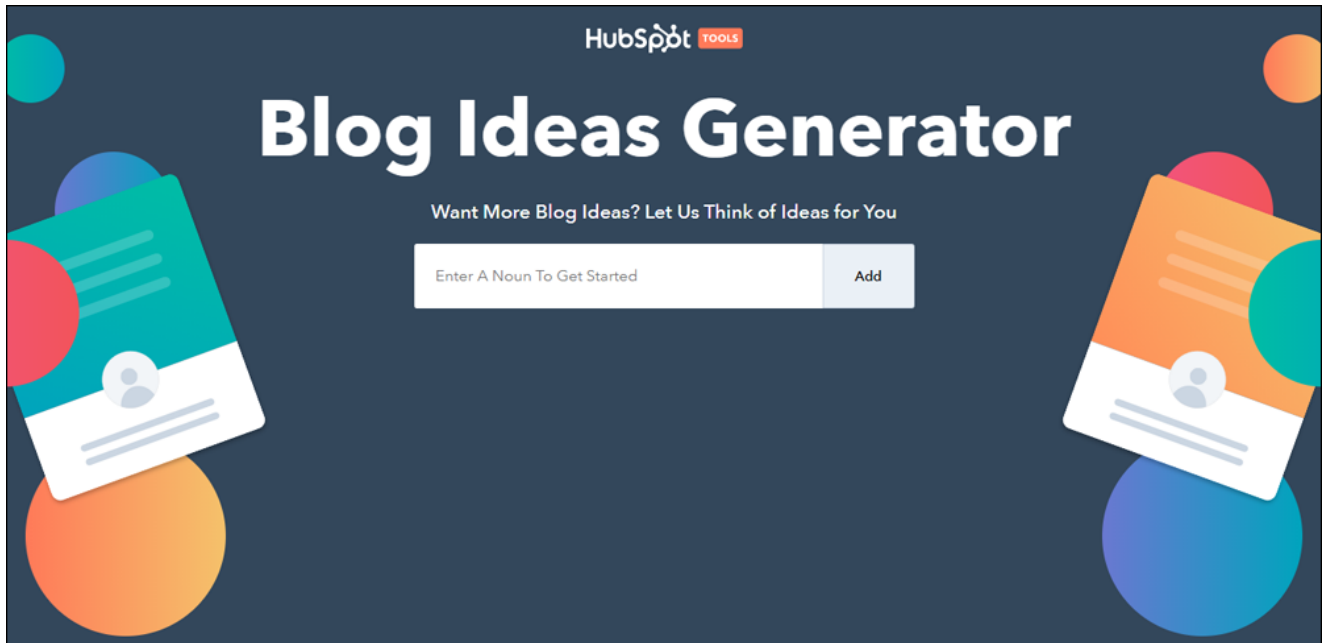 HubSpot TOOLS
Blog Ideas Generator
Want More Blog Ideas? Let Us Think of Ideas for You
Enter A Noun To Get Started Add